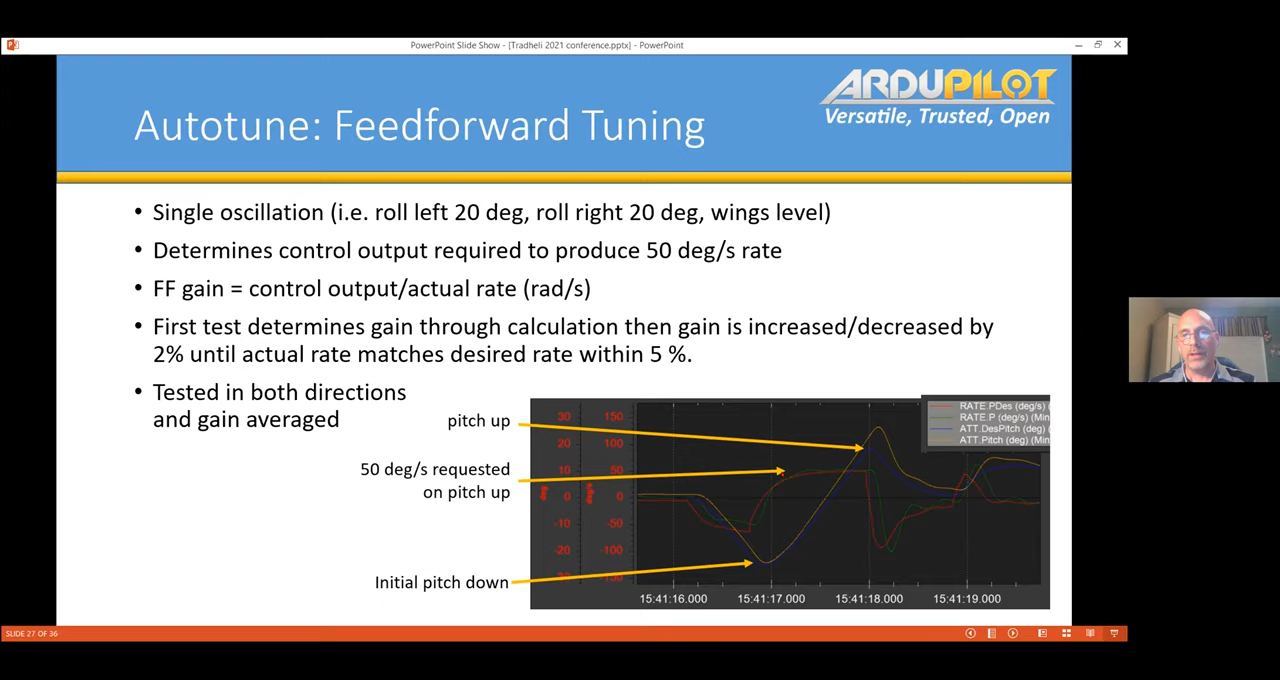 PowerPoint Slide Show - [Tradheli 2021 conference.pptx] - PowerPoint
ARDUPILOT
Versatile, Trusted, Open
Autotune: Feedforward Tuning
• Single oscillation (i.e. roll left 20 deg, roll right 20 deg, wings level)
• Determines control output required to produce 50 deg/s rate
• FF gain = control output/actual rate (rad/s)
• First test determines gain through calculation then gain is increased/decreased by
2% until actual rate matches desired rate within 5 %.
• Tested in both directions
and gain averaged
pitch up
50 deg/s requested
on pitch up
Initial pitch down
RATE.PDes (deg/s) (
RATE.P (deg/s) (Min
ATT.DesPitch (deg) (
ATT.Pitch (deg) (Min
30 150
20 100
10 50
0 0
-10 -50
-20 -100
deg
deg/s
15:41:16.000 15:41:17.000 15:41:18.000 15:41:19.000
SLIDE 27 OF 36